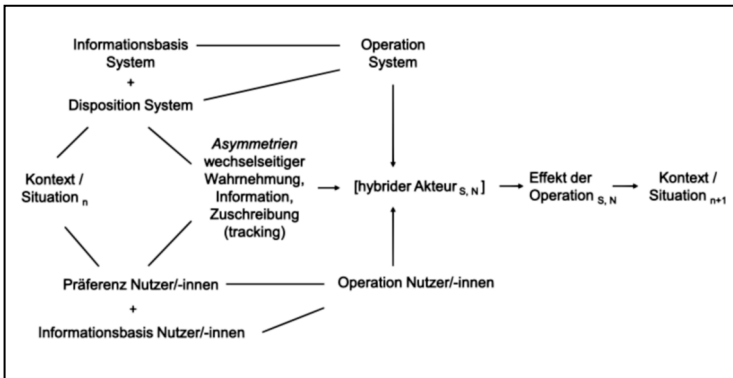 Informationsbasis
System
+
Disposition System
Operation
System
Kontext /
Situation n
Asymmetrien
wechselseitiger
Wahrnehmung,
Information,
Zuschreibung
(tracking)
[hybrider Akteur S, N ]
Effekt der
Operation S, N
Kontext /
Situation n+1
Präferenz Nutzer/-innen
+
Informationsbasis Nutzer/-innen
Operation Nutzer/-innen